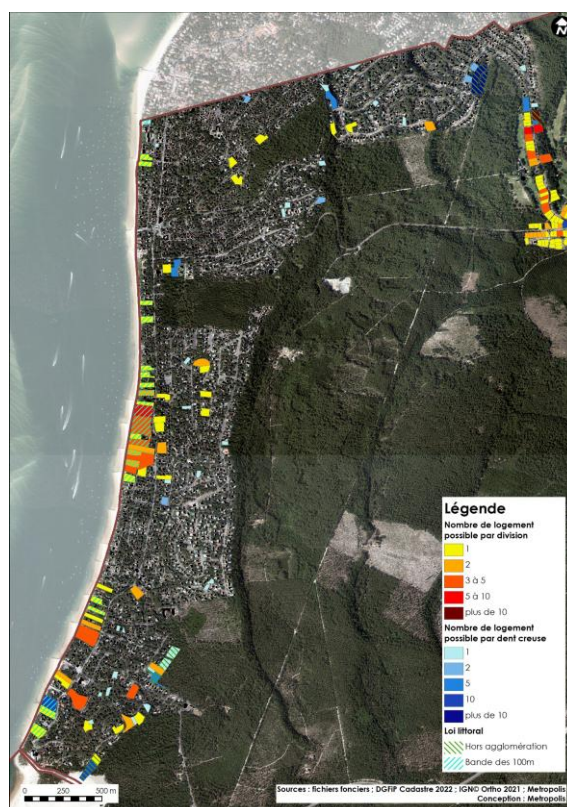 N
Légende
Nombre de logement
possible par division
1
2
3 à 5
5 à 10
plus de 10
Nombre de logement
possible par dent creuse
1
2
5
10
plus de 10
Loi littoral
Hors agglomération
Bande des 100m
0 250 500 m
Sources : fichiers fonciers ; DGFiP Cadastre 2022 ; IGN© Ortho 2021 ; Metropolis
Conception : Metropolis